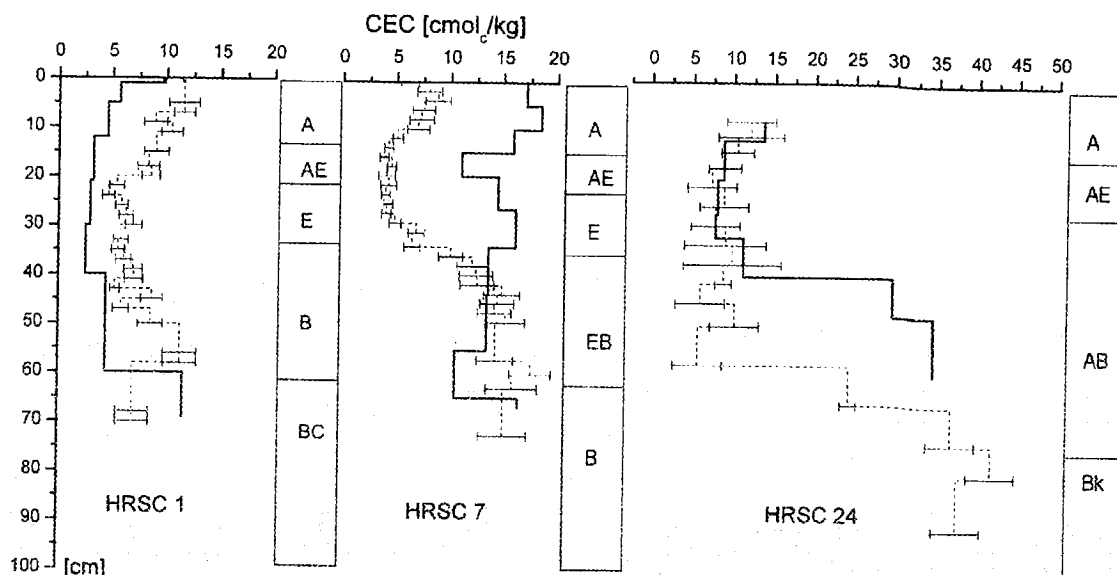 CEC [cmolc/kg]
0 5 10 15 20
0 5 10 15 20
0 5 10 15 20 25 30 35 40 45 50
0
10
20
30
40
50
60
70
80
90
100
[cm]
A
AE
E
B
BC
HRSC 1
A
AE
E
EB
B
HRSC 7
A
AE
AB
Bk
HRSC 24